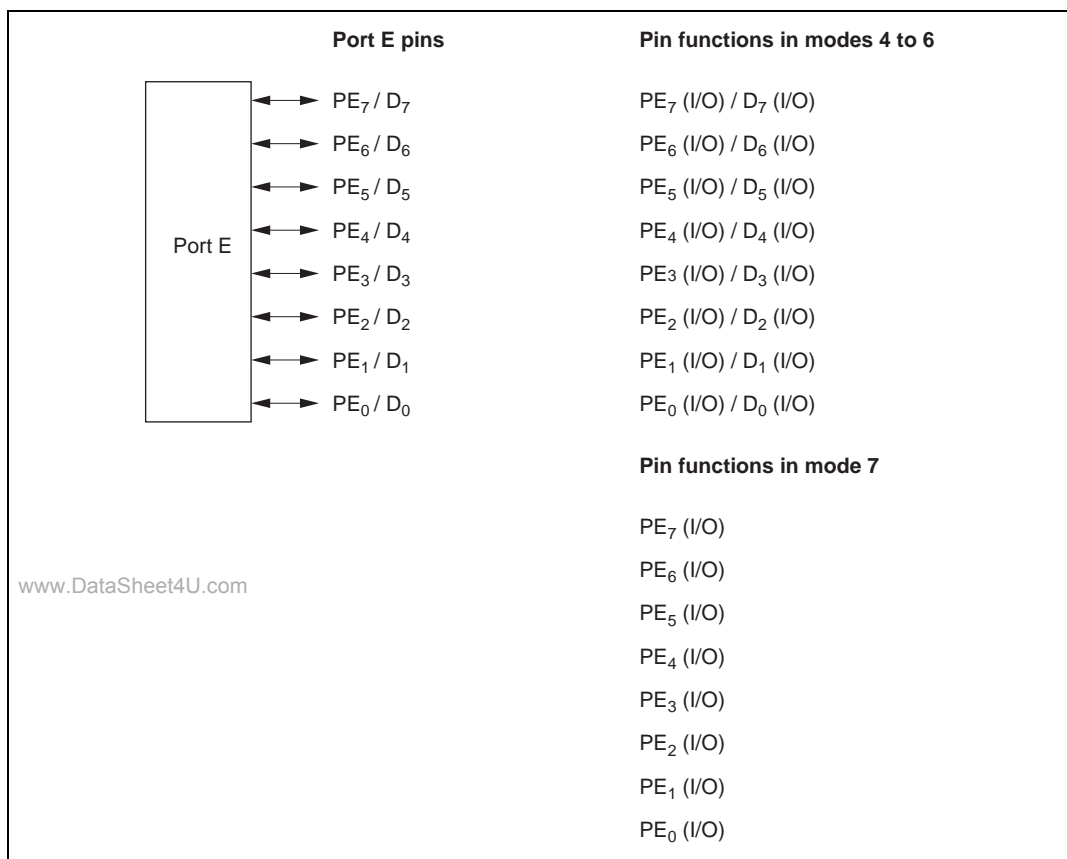 Port E pins Pin functions in modes 4 to 6
PE₇ / D₇ PE₇ (I/O) / D₇ (I/O)
PE₆ / D₆ PE₆ (I/O) / D₆ (I/O)
PE₅ / D₅ PE₅ (I/O) / D₅ (I/O)
PE₄ / D₄ PE₄ (I/O) / D₄ (I/O)
Port E
PE₃ / D₃ PE3 (I/O) / D₃ (I/O)
PE₂ / D₂ PE₂ (I/O) / D₂ (I/O)
PE₁ / D₁ PE₁ (I/O) / D₁ (I/O)
PE₀ / D₀ PE₀ (I/O) / D₀ (I/O)
Pin functions in mode 7
PE₇ (I/O)
PE₆ (I/O)
www.DataSheet4U.com
PE₅ (I/O)
PE₄ (I/O)
PE₃ (I/O)
PE₂ (I/O)
PE₁ (I/O)
PE₀ (I/O)